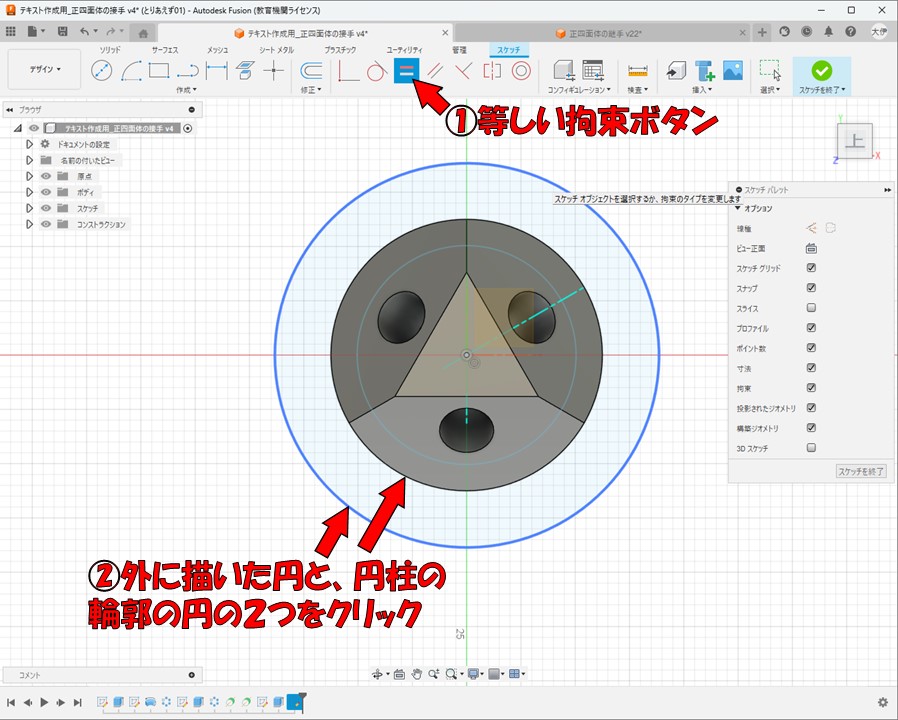 テキスト作成用_正四面体の接手 v4* (とりあえず01) - Autodesk Fusion (教育機関ライセンス)
テキスト作成用_正四面体の接手 v4*
正四面体の継手 v22*
デザイン
ソリッド
サーフェス
メッシュ
シート メタル
プラスチック
ユーティリティ
管理
スケッチ
作成
修正
コンフィギュレーション
検査
挿入
選択
スケッチを終了
①等しい拘束ボタン
ブラウザ
テキスト作成用_正四面体の接手 v4
ドキュメントの設定
名前の付いたビュー
原点
ボディ
スケッチ
コンストラクション
上
Y
Z
X
スケッチ オブジェクトを選択するか、拘束のタイプを変更します
スケッチ パレット
オプション
線種
ビュー正面
スケッチ グリッド
スナップ
スライス
プロファイル
ポイント数
寸法
拘束
投影されたジオメトリ
構築ジオメトリ
3D スケッチ
スケッチを終了
②外に描いた円と、円柱の
輪郭の円の2つをクリック
25
コメント